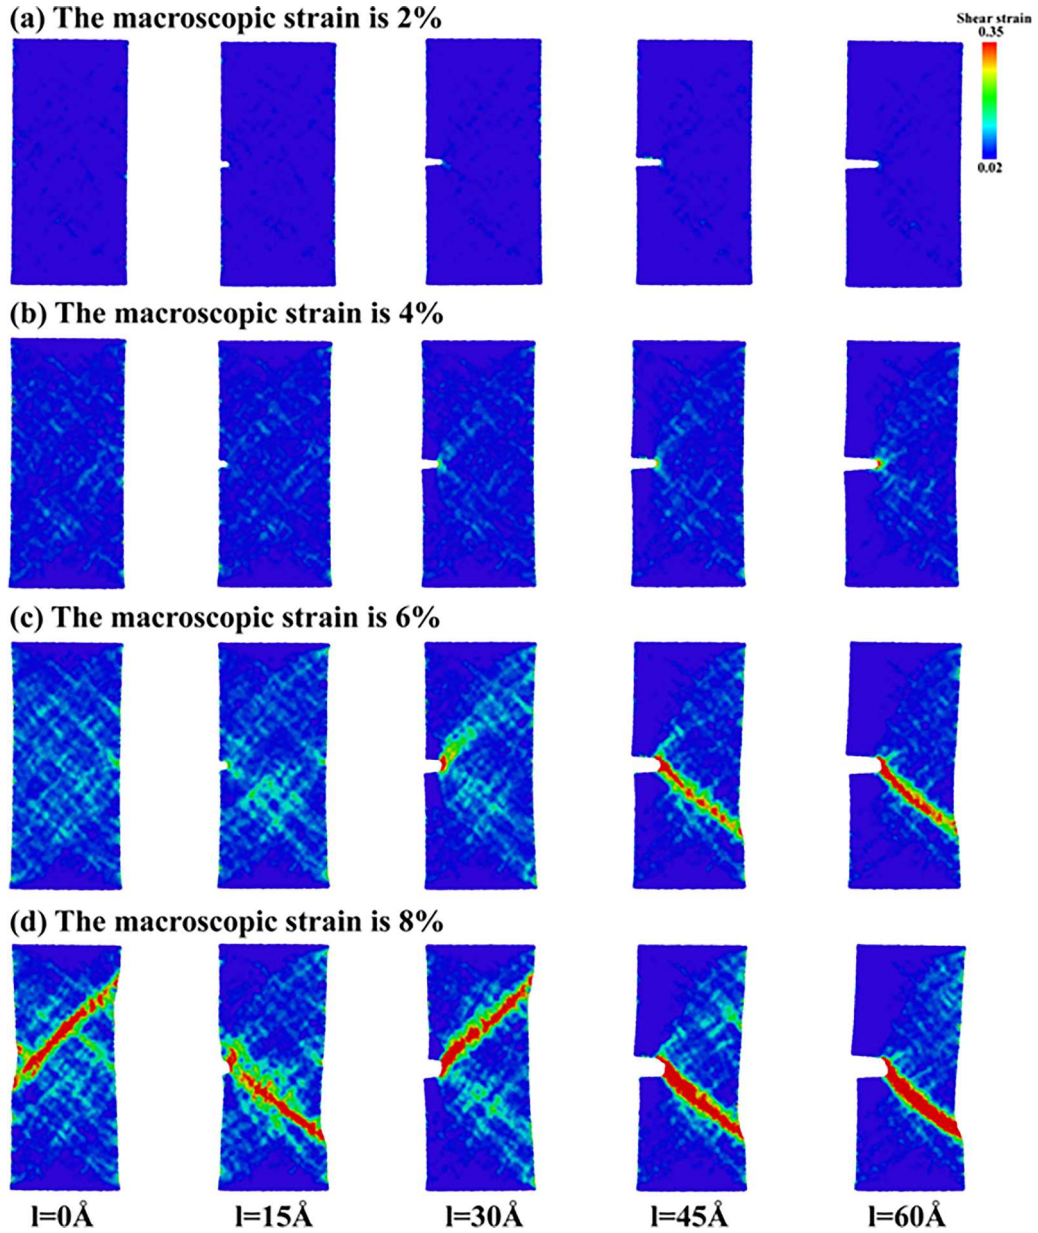 (a) The macroscopic strain is 2%
Shear strain
0.35
0.02
(b) The macroscopic strain is 4%
(c) The macroscopic strain is 6%
(d) The macroscopic strain is 8%
l=0Å l=15Å l=30Å l=45Å l=60Å